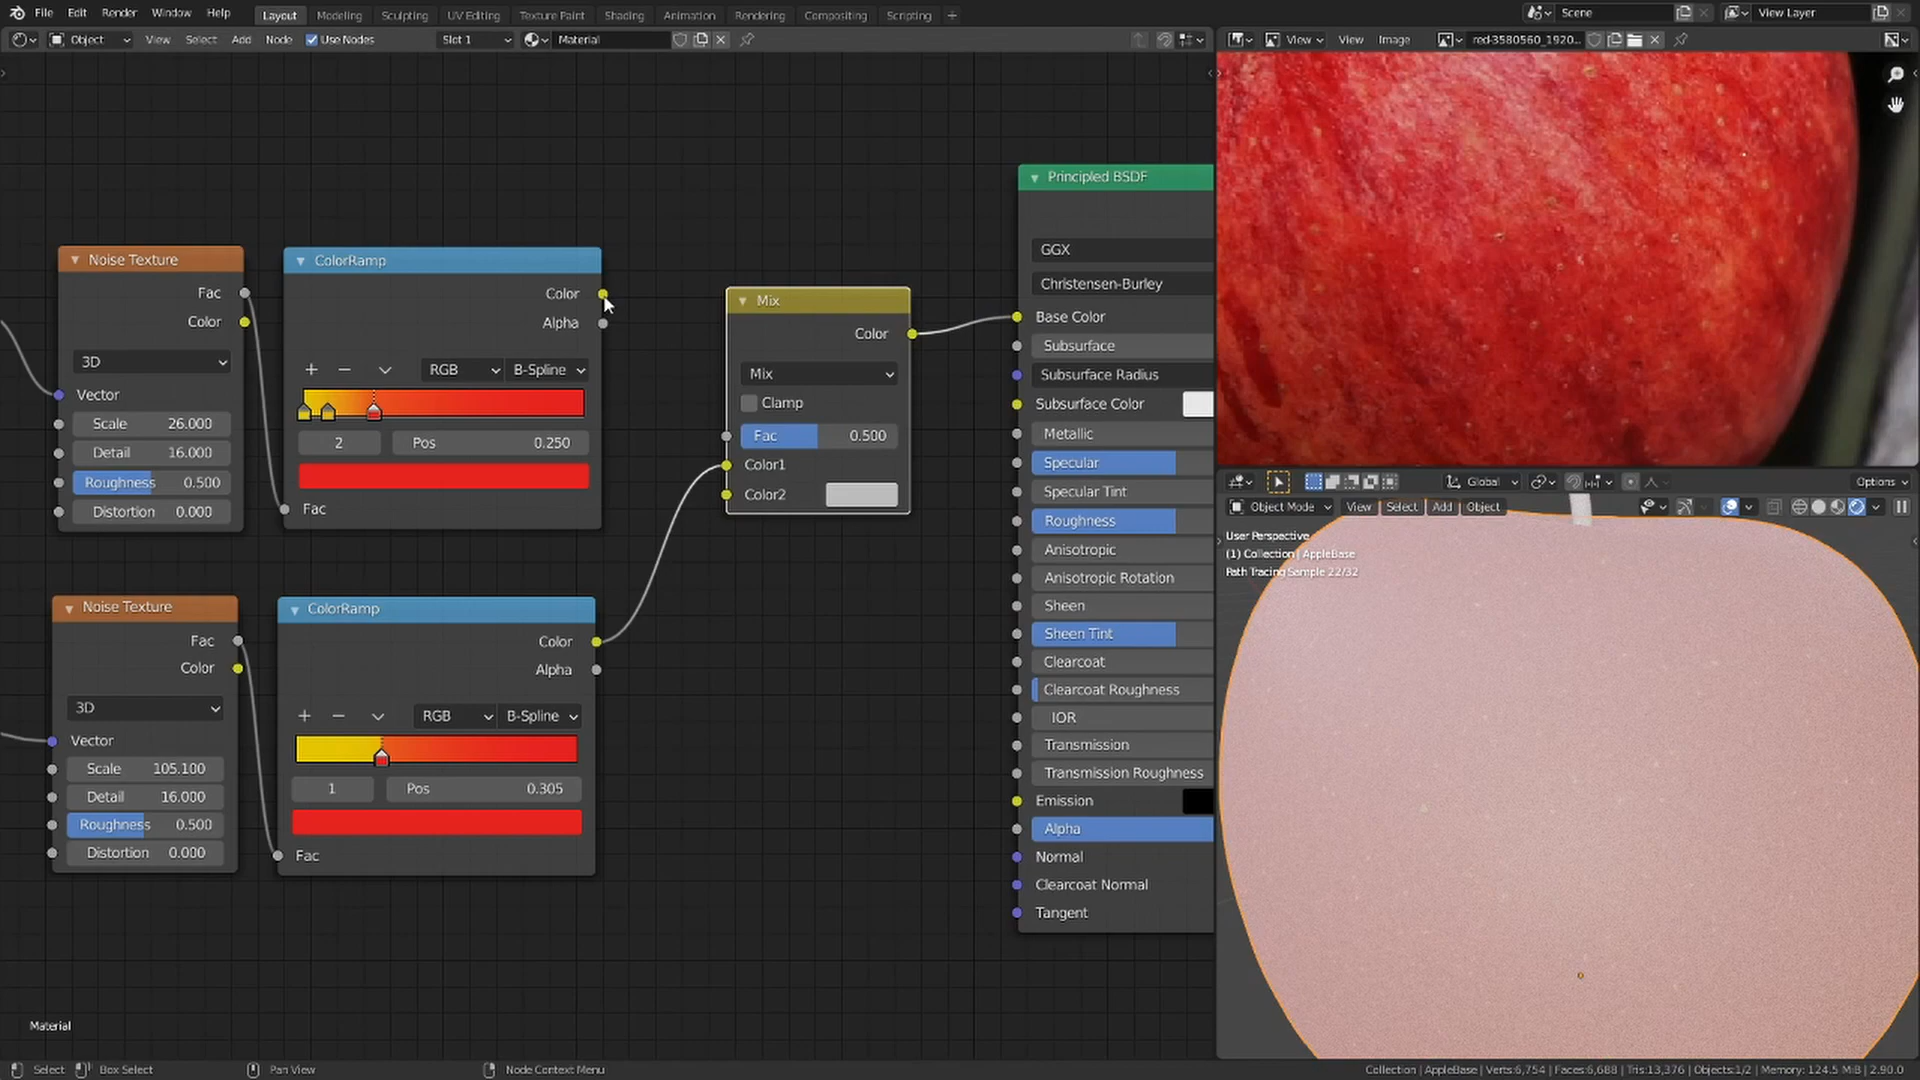 File Edit Render Window Help Layout Modeling Sculpting UV Editing Texture Paint Shading Animation Rendering Compositing Scripting + Scene View Layer
Object View Select Add Node Use Nodes Slot 1 Material View View Image red-3580560_1920...
Principled BSDF
GGX
Christensen-Burley
Base Color
Subsurface
Subsurface Radius
Subsurface Color
Metallic
Specular
Specular Tint
Roughness
Anisotropic
Anisotropic Rotation
Sheen
Sheen Tint
Clearcoat
Clearcoat Roughness
IOR
Transmission
Transmission Roughness
Emission
Alpha
Normal
Clearcoat Normal
Tangent
Noise Texture
Fac
Color
3D
Vector
Scale 26.000
Detail 16.000
Roughness 0.500
Distortion 0.000
ColorRamp
Color
Alpha
+ − RGB B-Spline
2 Pos 0.250
Fac
Mix
Color
Mix
Clamp
Fac 0.500
Color1
Color2
Noise Texture
Fac
Color
3D
Vector
Scale 105.100
Detail 16.000
Roughness 0.500
Distortion 0.000
ColorRamp
Color
Alpha
+ − RGB B-Spline
1 Pos 0.305
Fac
Global Options
Object Mode View Select Add Object
User Perspective
(1) Collection | AppleBase
Path Tracing Sample 22/32
Material
Select Box Select Pan View Node Context Menu Collection | AppleBase | Verts:6,754 | Faces:6,688 | Tris:13,376 | Objects:1/2 | Memory: 124.5 MiB | 2.90.0